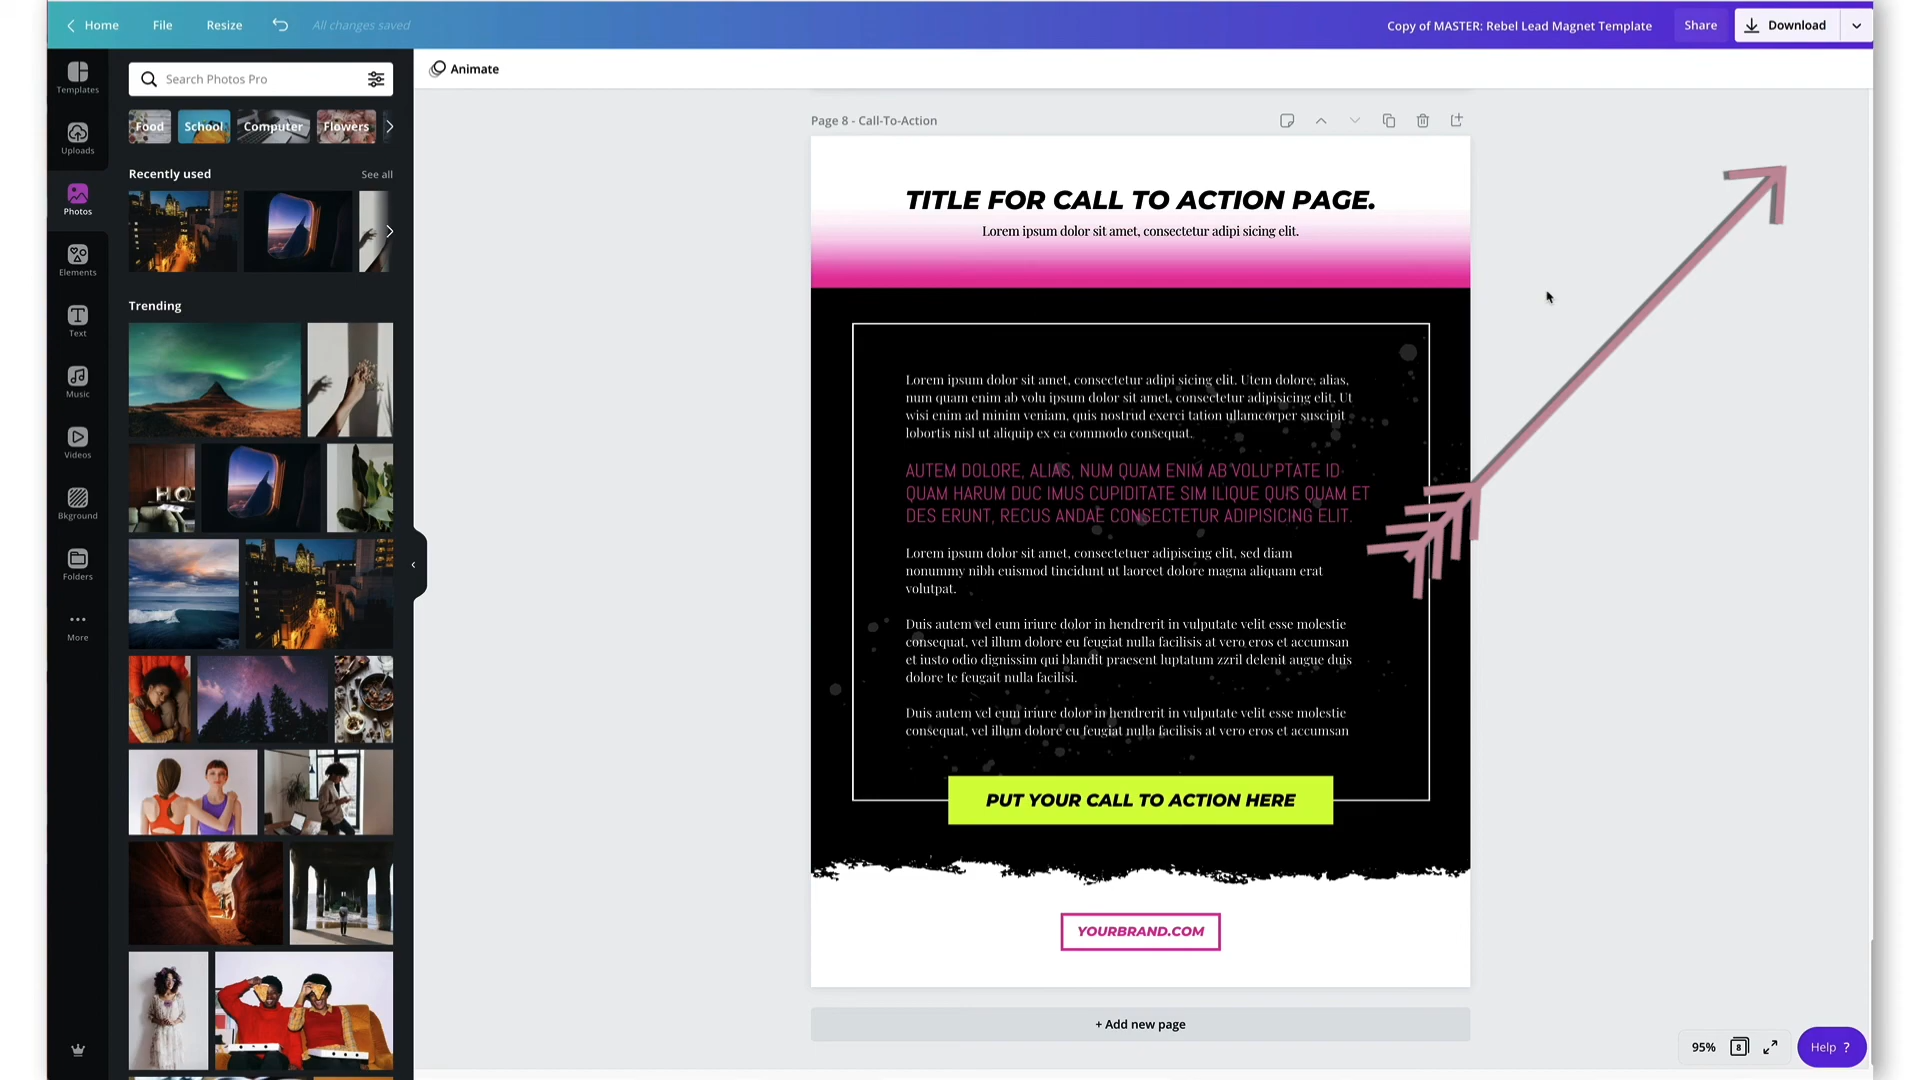 Home File Resize All changes saved Copy of MASTER: Rebel Lead Magnet Template Share Download
Templates
Uploads
Photos
Elements
Text
Music
Videos
Bkground
Folders
More
Search Photos Pro
Food School Computer Flowers
Recently used See all
Trending
HO
Animate
Page 8 - Call-To-Action
TITLE FOR CALL TO ACTION PAGE.
Lorem ipsum dolor sit amet, consectetur adipi sicing elit.
Lorem ipsum dolor sit amet, consectetur adipi sicing elit. Utem dolore, alias,
num quam enim ab volu ipsum dolor sit amet, consectetur adipisicing elit. Ut
wisi enim ad minim veniam, quis nostrud exerci tation ullamcorper suscipit
lobortis nisl ut aliquip ex ea commodo consequat.
AUTEM DOLORE, ALIAS, NUM QUAM ENIM AB VOLU PTATE ID
QUAM HARUM DUC IMUS CUPIDITATE SIM ILIQUE QUIS QUAM ET
DES ERUNT, RECUS ANDAE CONSECTETUR ADIPISICING ELIT.
Lorem ipsum dolor sit amet, consectetuer adipiscing elit, sed diam
nonummy nibh euismod tincidunt ut laoreet dolore magna aliquam erat
volutpat.
Duis autem vel eum iriure dolor in hendrerit in vulputate velit esse molestie
consequat, vel illum dolore eu feugiat nulla facilisis at vero eros et accumsan
et iusto odio dignissim qui blandit praesent luptatum zzril delenit augue duis
dolore te feugait nulla facilisi.
Duis autem vel eum iriure dolor in hendrerit in vulputate velit esse molestie
consequat, vel illum dolore eu feugiat nulla facilisis at vero eros et accumsan
PUT YOUR CALL TO ACTION HERE
YOURBRAND.COM
+ Add new page
95% 8 Help ?